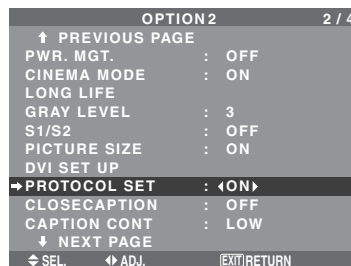 OPTION2 2 / 4
↑ PREVIOUS PAGE
PWR. MGT. : OFF
CINEMA MODE : ON
LONG LIFE
GRAY LEVEL : 3
S1/S2 : OFF
PICTURE SIZE : ON
DVI SET UP
→PROTOCOL SET : ◂ON▸
CLOSECAPTION : OFF
CAPTION CONT : LOW
↓ NEXT PAGE
SEL. ADJ. EXIT RETURN